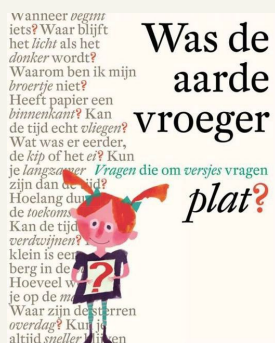 Wanneer begint
iets? Waar blijft
het licht als het
donker wordt?
Waarom ben ik mijn
broertje niet?
Heeft papier een
binnenkant? Kan
de tijd echt vliegen?
Wat was er eerder,
de kip of het ei? Kun
je langzamer
zijn dan de tijd?
Hoelang
de toekoms
Kan de tijd
verdwijnen?
klein is een
berg in de
Hoeveel
je op de
Waar zijn de sterren
overdag? Kun je
altijd sneller
Was de
aarde
vroeger
Vragen die om versjes vragen
plat?
?